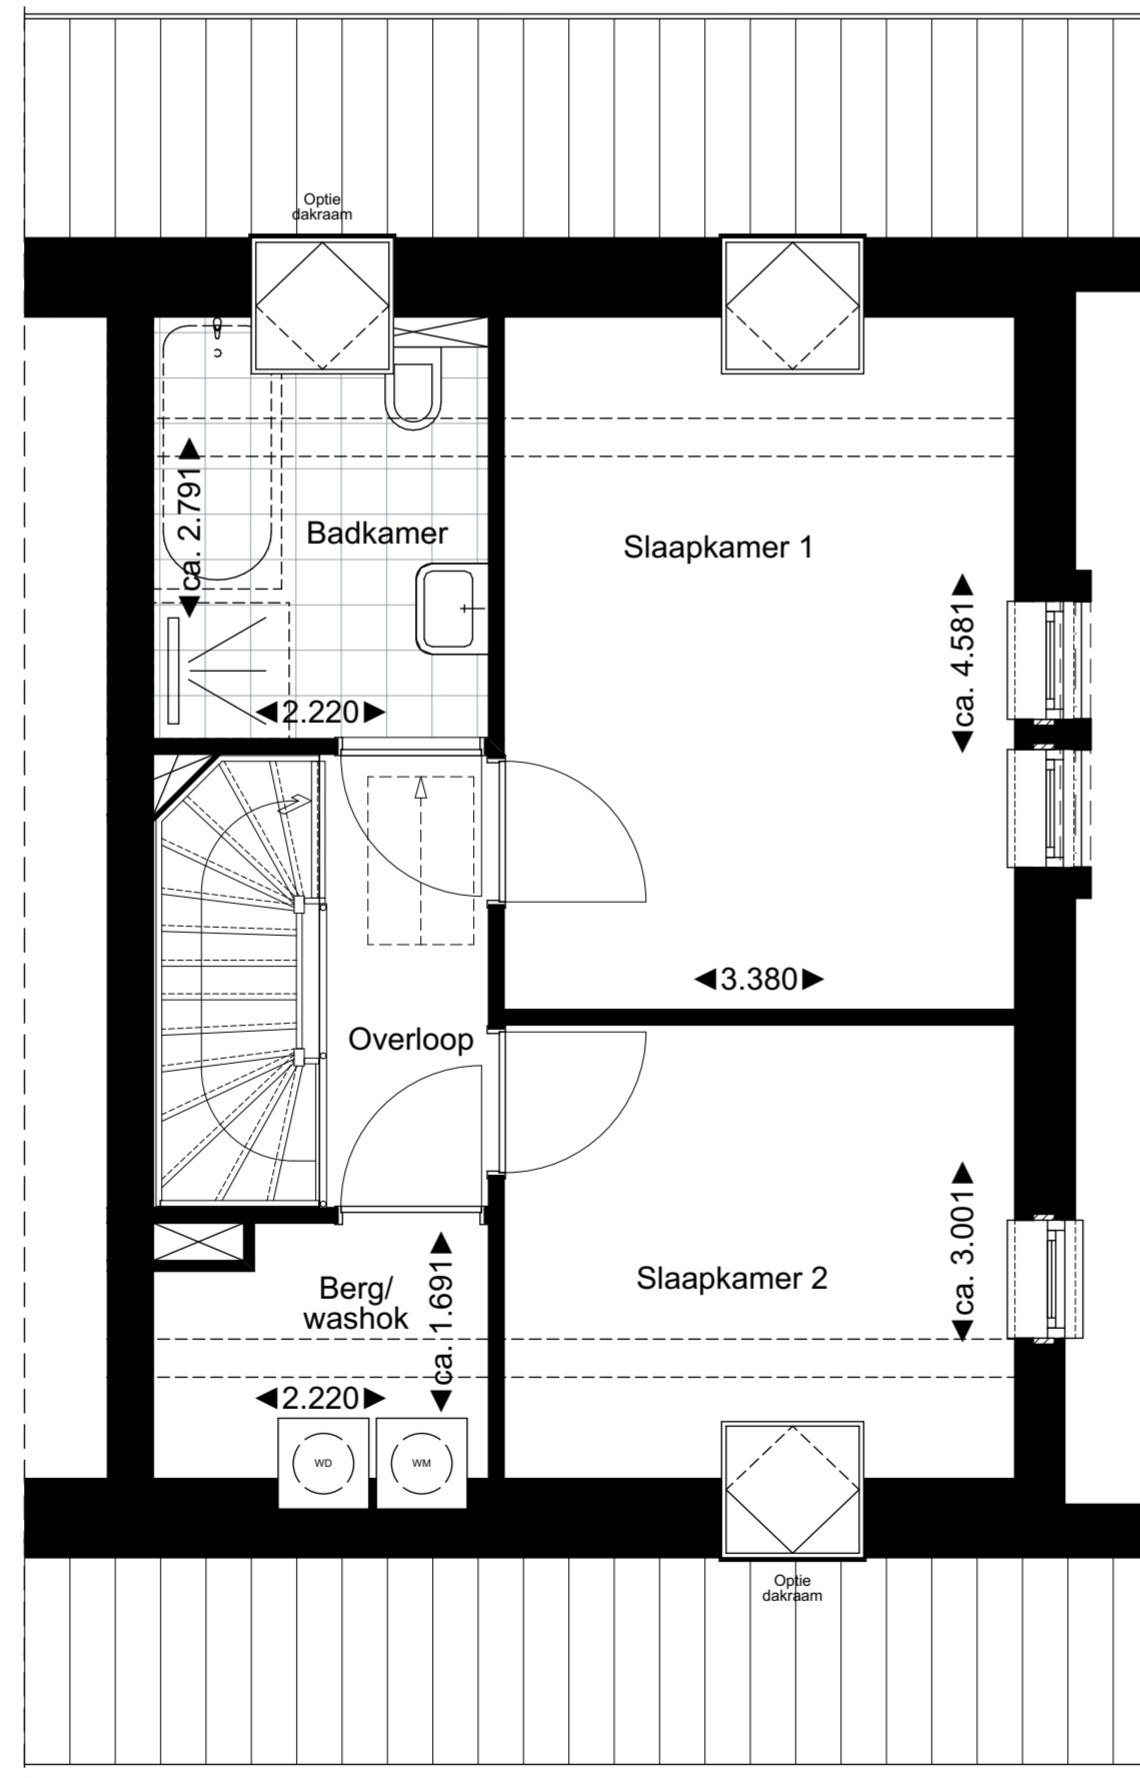 Optie
dakraam
ca. 2.791
Badkamer
Slaapkamer 1
ca. 4.581
2.220
3.380
Overloop
Berg/
washok
ca. 1.691
Slaapkamer 2
ca. 3.001
2.220
WD
WM
Optie
dakraam